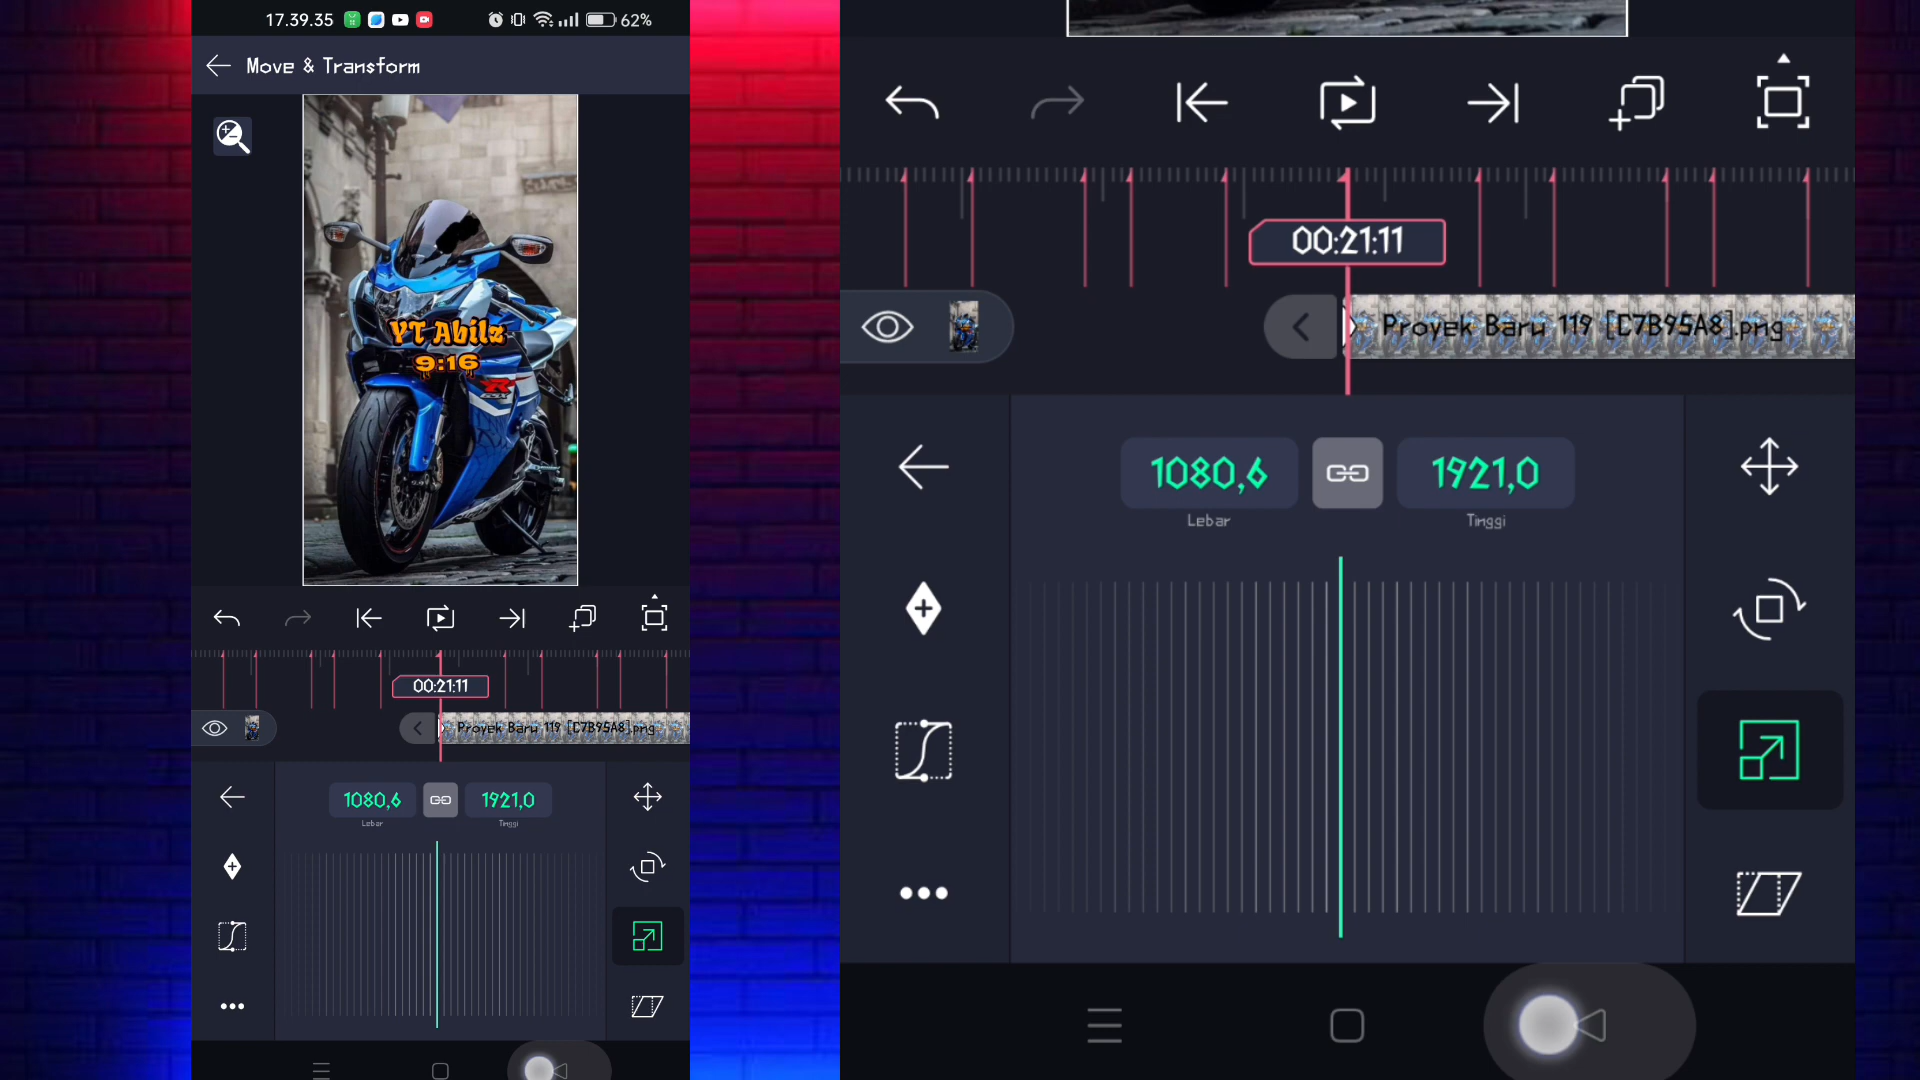 17.39.35
62%
Move & Transform
YT Abilz
9:16
R
00:21:11
Proyek Baru 119 [C7B95A8].png
1080,6
1921,0
Lebar
Tinggi
00:21:11
Proyek Baru 119 [C7B95A8].png
1080,6
1921,0
Lebar
Tinggi